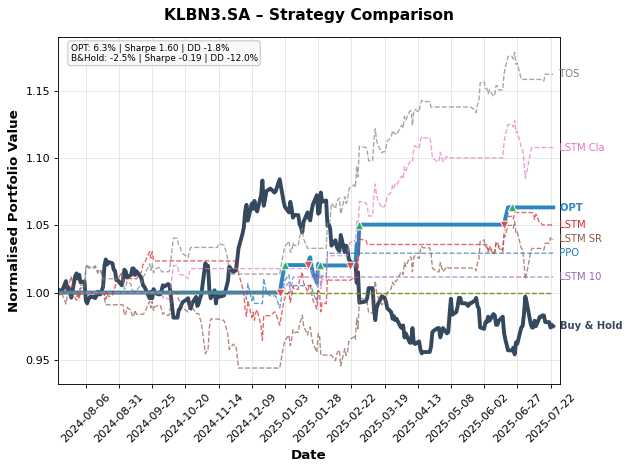 KLBN3.SA – Strategy Comparison
OPT: 6.3% | Sharpe 1.60 | DD -1.8%
B&Hold: -2.5% | Sharpe -0.19 | DD -12.0%
Normalised Portfolio Value
1.15
1.10
1.05
1.00
0.95
TOS
LSTM Cla
OPT
LSTM
LSTM SR
PPO
LSTM 10
Buy & Hold
2024-08-06
2024-08-31
2024-09-25
2024-10-20
2024-11-14
2024-12-09
2025-01-03
2025-01-28
2025-02-22
2025-03-19
2025-04-13
2025-05-08
2025-06-02
2025-06-27
2025-07-22
Date